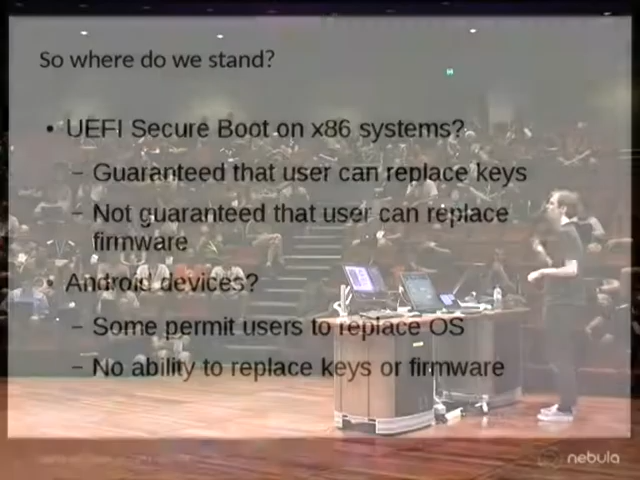 So where do we stand?
• UEFI Secure Boot on x86 systems?
– Guaranteed that user can replace keys
– Not guaranteed that user can replace
firmware
• Android devices?
– Some permit users to replace OS
– No ability to replace keys or firmware
nebula